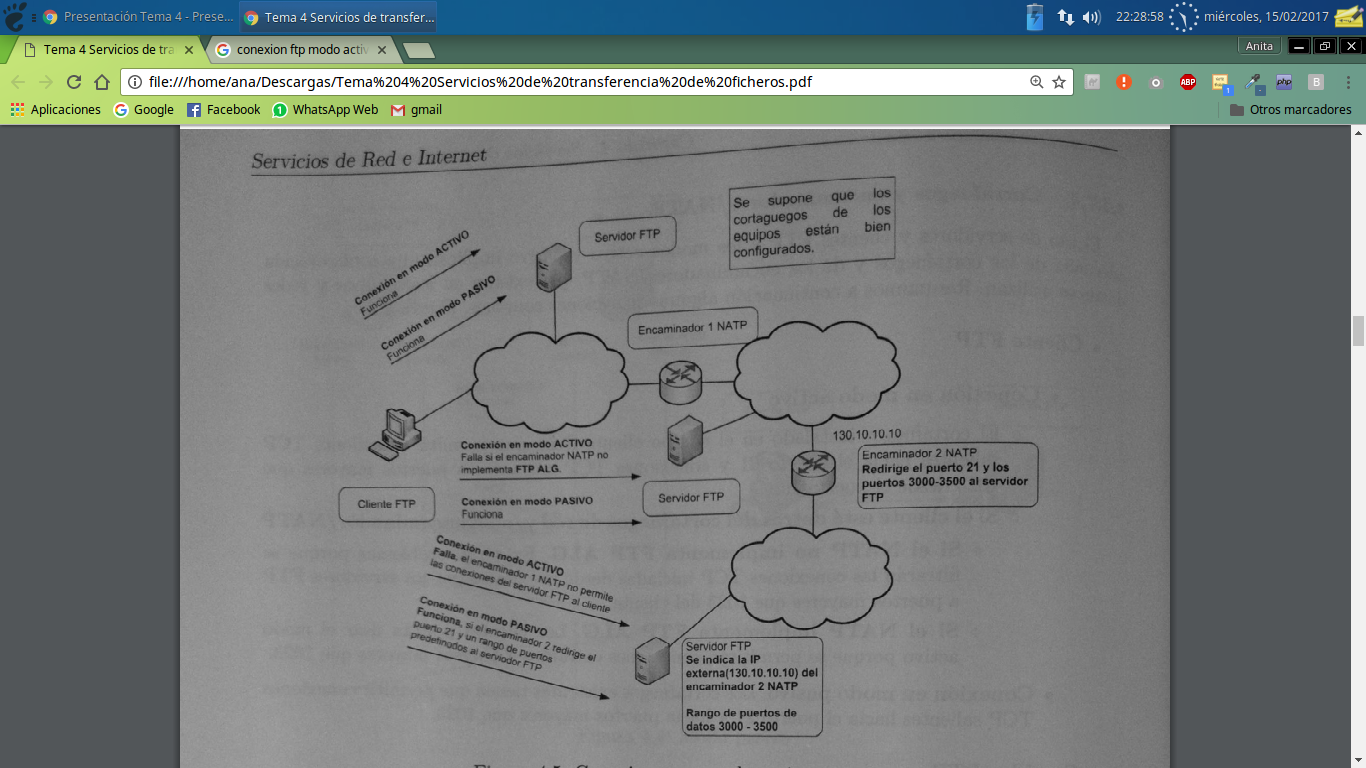 Presentación Tema 4 - Prese...
Tema 4 Servicios de transfer...
22:28:58
miércoles, 15/02/2017
Tema 4 Servicios de tra
conexion ftp modo activ
Anita
file:///home/ana/Descargas/Tema%204%20Servicios%20de%20transferencia%20de%20ficheros.pdf
ABP
1
php
B
Aplicaciones
Google
Facebook
WhatsApp Web
gmail
Otros marcadores
Servicios de Red e Internet
Se supone que los
cortaguegos de los
equipos están bien
configurados.
Servidor FTP
Conexión en modo ACTIVO
Funciona
Conexión en modo PASIVO
Funciona
Encaminador 1 NATP
130.10.10.10
Encaminador 2 NATP
Redirige el puerto 21 y los
puertos 3000-3500 al servidor
FTP
Conexión en modo ACTIVO
Falla si el encaminador NATP no
implementa FTP ALG.
Cliente FTP
Servidor FTP
Conexión en modo PASIVO
Funciona
Conexión en modo ACTIVO
Falla, el encaminador 1 NATP no permite
las conexiones del servidor FTP al cliente
Conexión en modo PASIVO
Funciona, si el encaminador 2 redirige el
puerto 21 y un rango de puertos
predefinodos al serviodor FTP
Servidor FTP
Se indica la IP
externa(130.10.10.10) del
encaminador 2 NATP
Rango de puertos de
datos 3000 - 3500